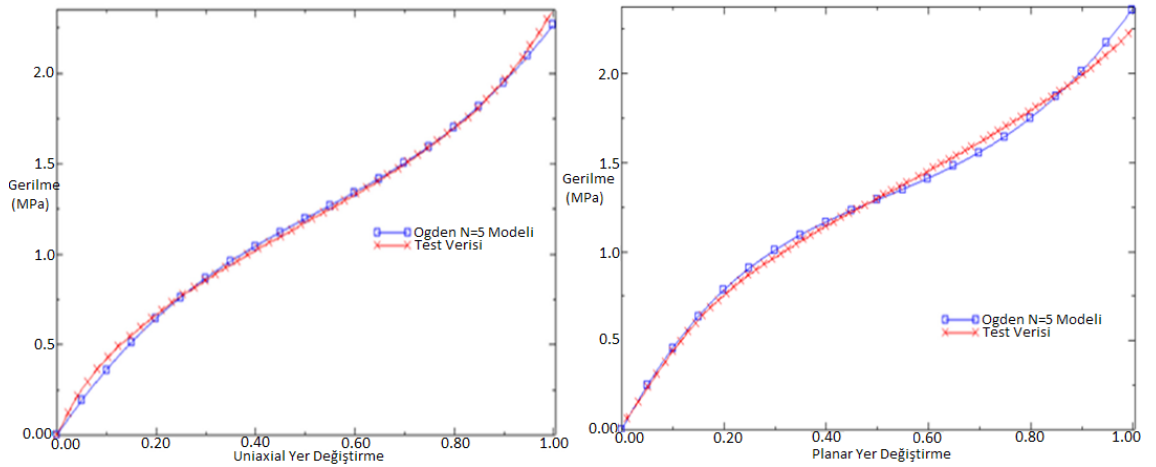 2.0
1.5
Gerilme
(MPa)
1.0
0.5
0.00
0.00 0.20 0.40 0.60 0.80 1.00
Uniaxial Yer Değiştirme
Ogden N=5 Modeli
Test Verisi
2.0
1.5
Gerilme
(MPa)
1.0
0.5
0.00
0.00 0.20 0.40 0.60 0.80 1.00
Planar Yer Değiştirme
Ogden N=5 Modeli
Test Verisi